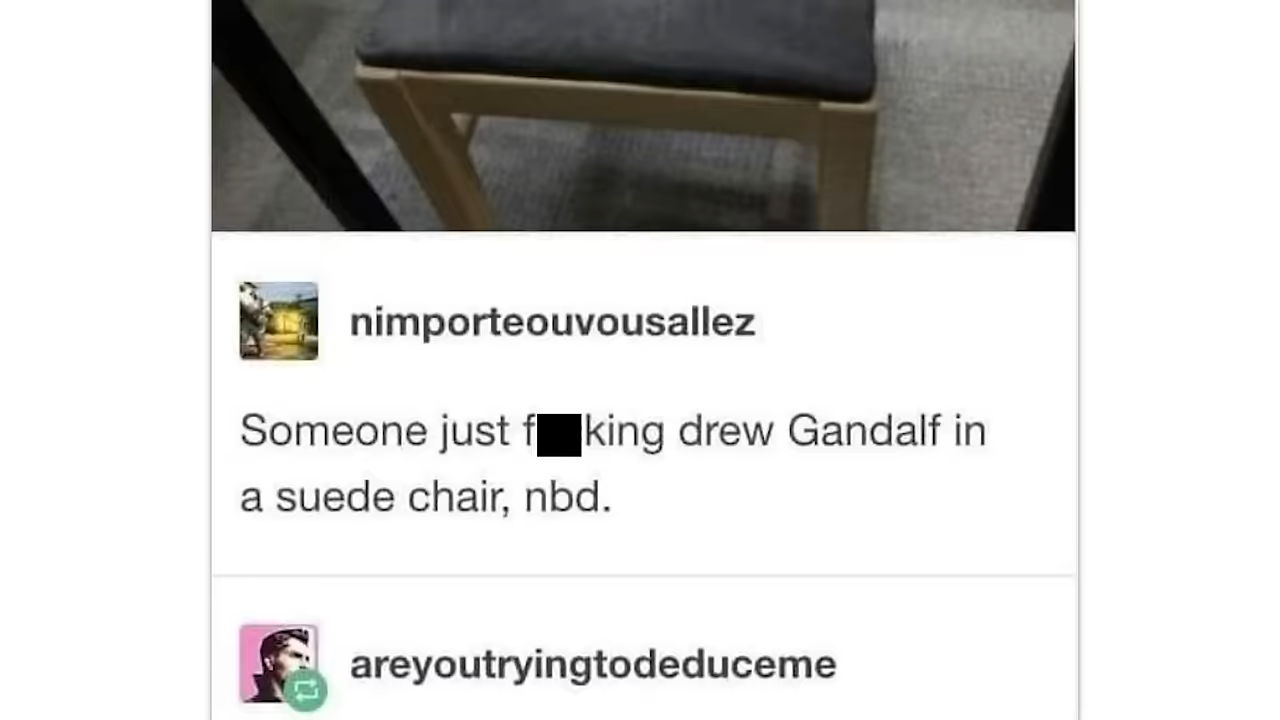 nimporteouvousallez
Someone just f██king drew Gandalf in
a suede chair, nbd.
areyoutryingtodeduceme